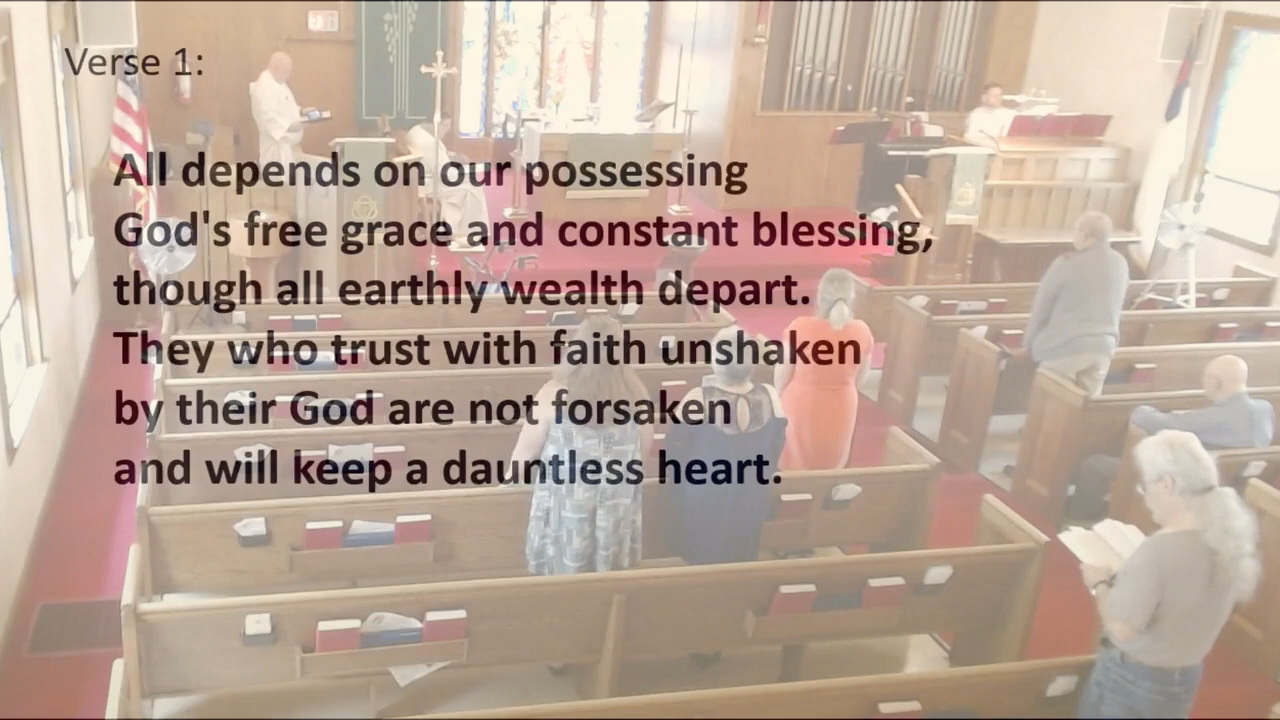 Verse 1:
All depends on our possessing
God's free grace and constant blessing,
though all earthly wealth depart.
They who trust with faith unshaken
by their God are not forsaken
and will keep a dauntless heart.